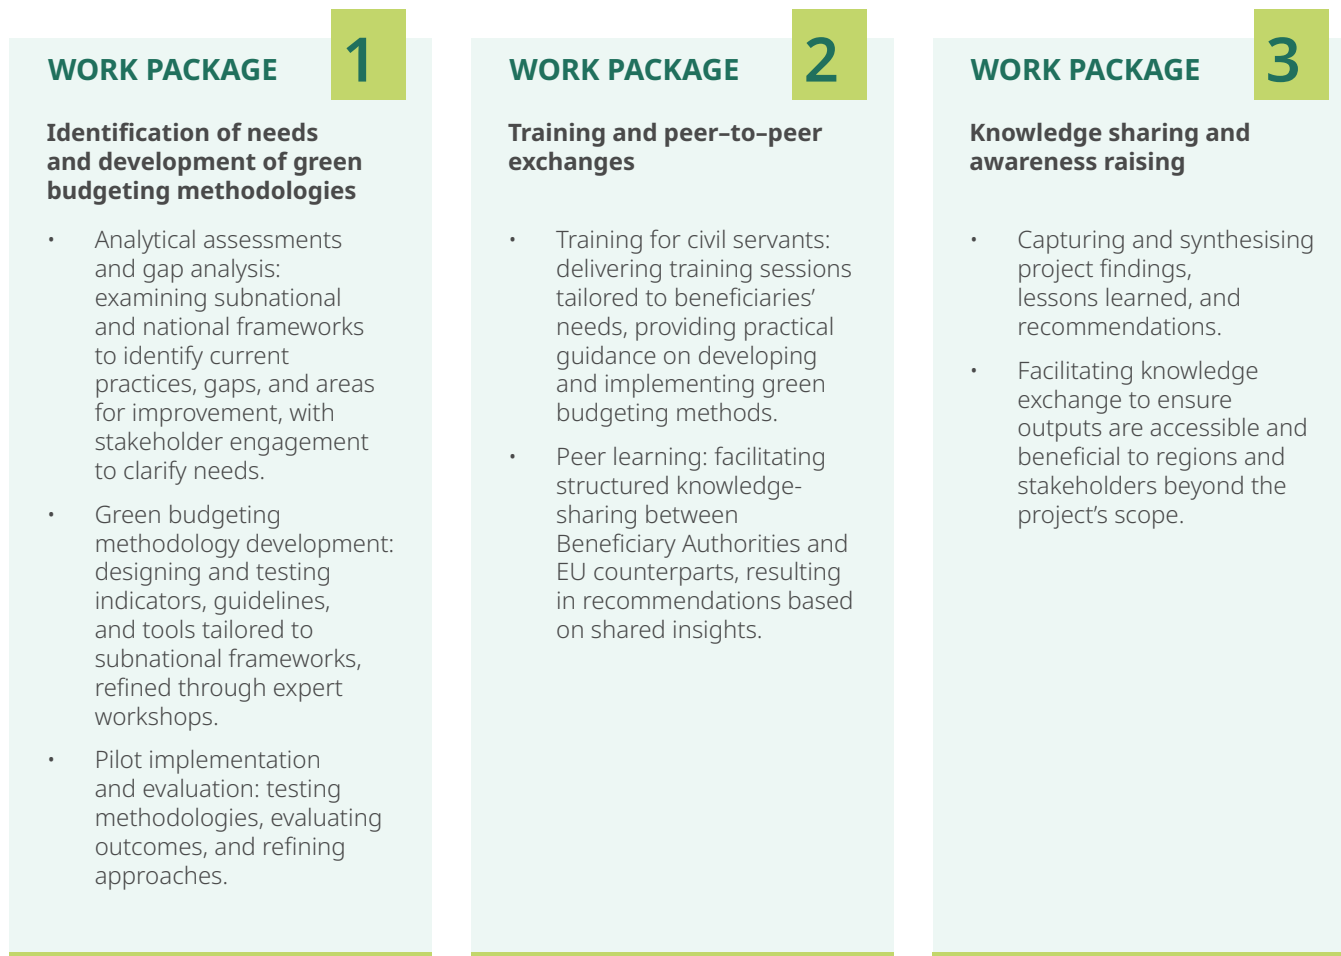 WORK PACKAGE 1
Identification of needs
and development of green
budgeting methodologies
• Analytical assessments
and gap analysis:
examining subnational
and national frameworks
to identify current
practices, gaps, and areas
for improvement, with
stakeholder engagement
to clarify needs.
• Green budgeting
methodology development:
designing and testing
indicators, guidelines,
and tools tailored to
subnational frameworks,
refined through expert
workshops.
• Pilot implementation
and evaluation: testing
methodologies, evaluating
outcomes, and refining
approaches.
WORK PACKAGE 2
Training and peer–to–peer
exchanges
• Training for civil servants:
delivering training sessions
tailored to beneficiaries’
needs, providing practical
guidance on developing
and implementing green
budgeting methods.
• Peer learning: facilitating
structured knowledge-
sharing between
Beneficiary Authorities and
EU counterparts, resulting
in recommendations based
on shared insights.
WORK PACKAGE 3
Knowledge sharing and
awareness raising
• Capturing and synthesising
project findings,
lessons learned, and
recommendations.
• Facilitating knowledge
exchange to ensure
outputs are accessible and
beneficial to regions and
stakeholders beyond the
project’s scope.